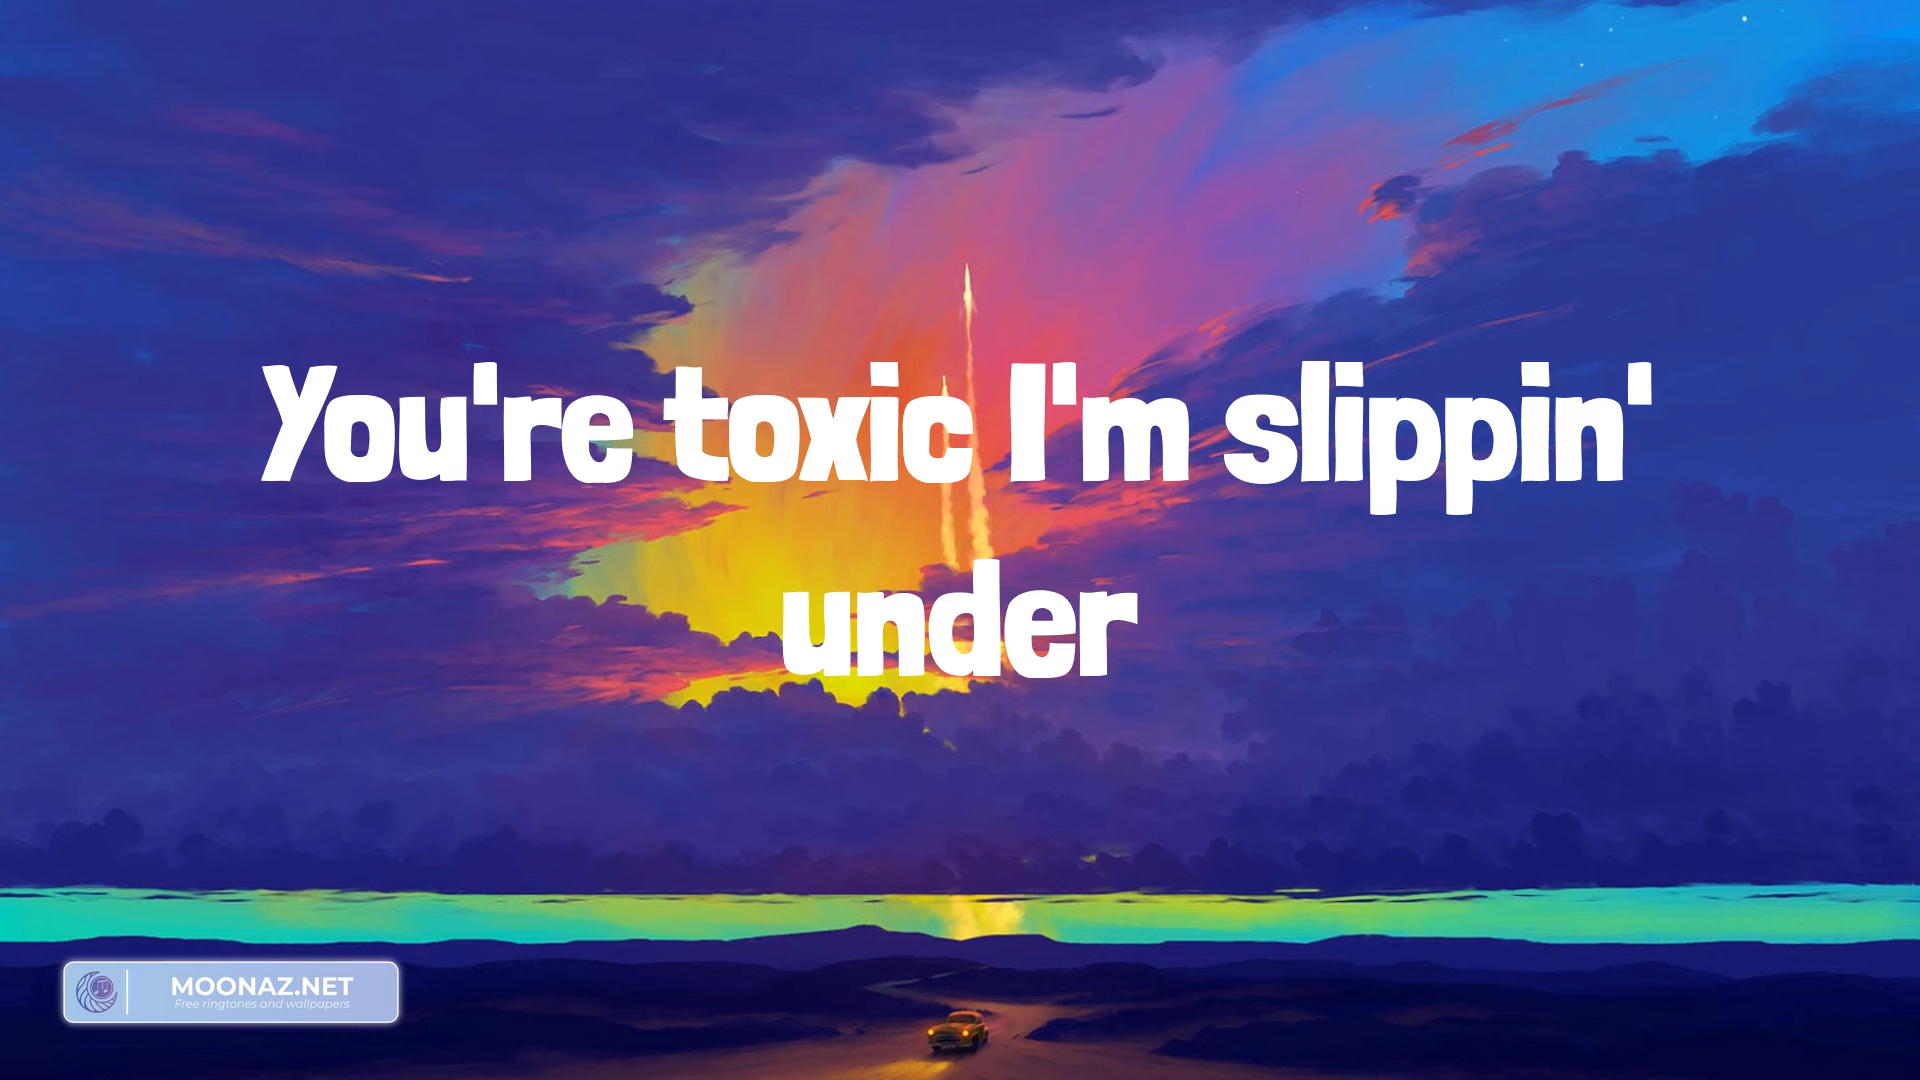 You're toxic I'm slippin'
under
MOONAZ.NET
Free ringtones and wallpapers